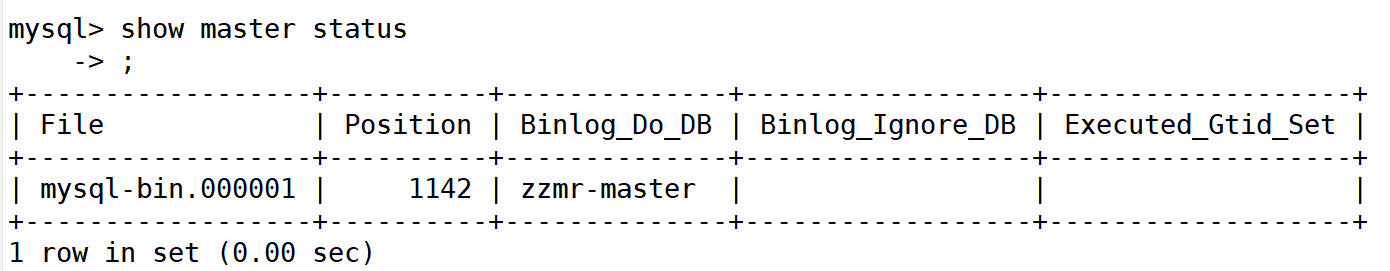 mysql> show master status
    -> ;
+------------------+----------+--------------+------------------+-------------------+
| File             | Position | Binlog_Do_DB | Binlog_Ignore_DB | Executed_Gtid_Set |
+------------------+----------+--------------+------------------+-------------------+
| mysql-bin.000001 |     1142 | zzmr-master  |                  |                   |
+------------------+----------+--------------+------------------+-------------------+
1 row in set (0.00 sec)